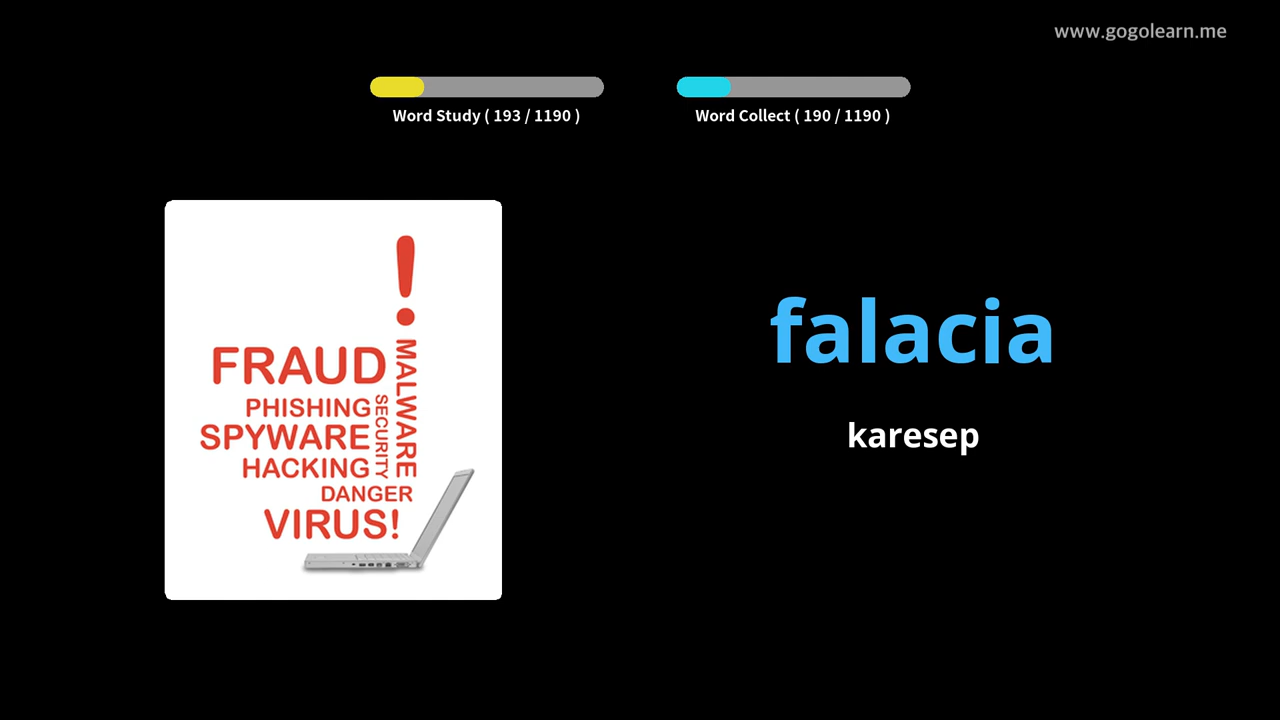 www.gogolearn.me
Word Study ( 193 / 1190 )
Word Collect ( 190 / 1190 )
!
FRAUD
MALWARE
PHISHING
SECURITY
SPYWARE
HACKING
DANGER
VIRUS!
falacia
karesep